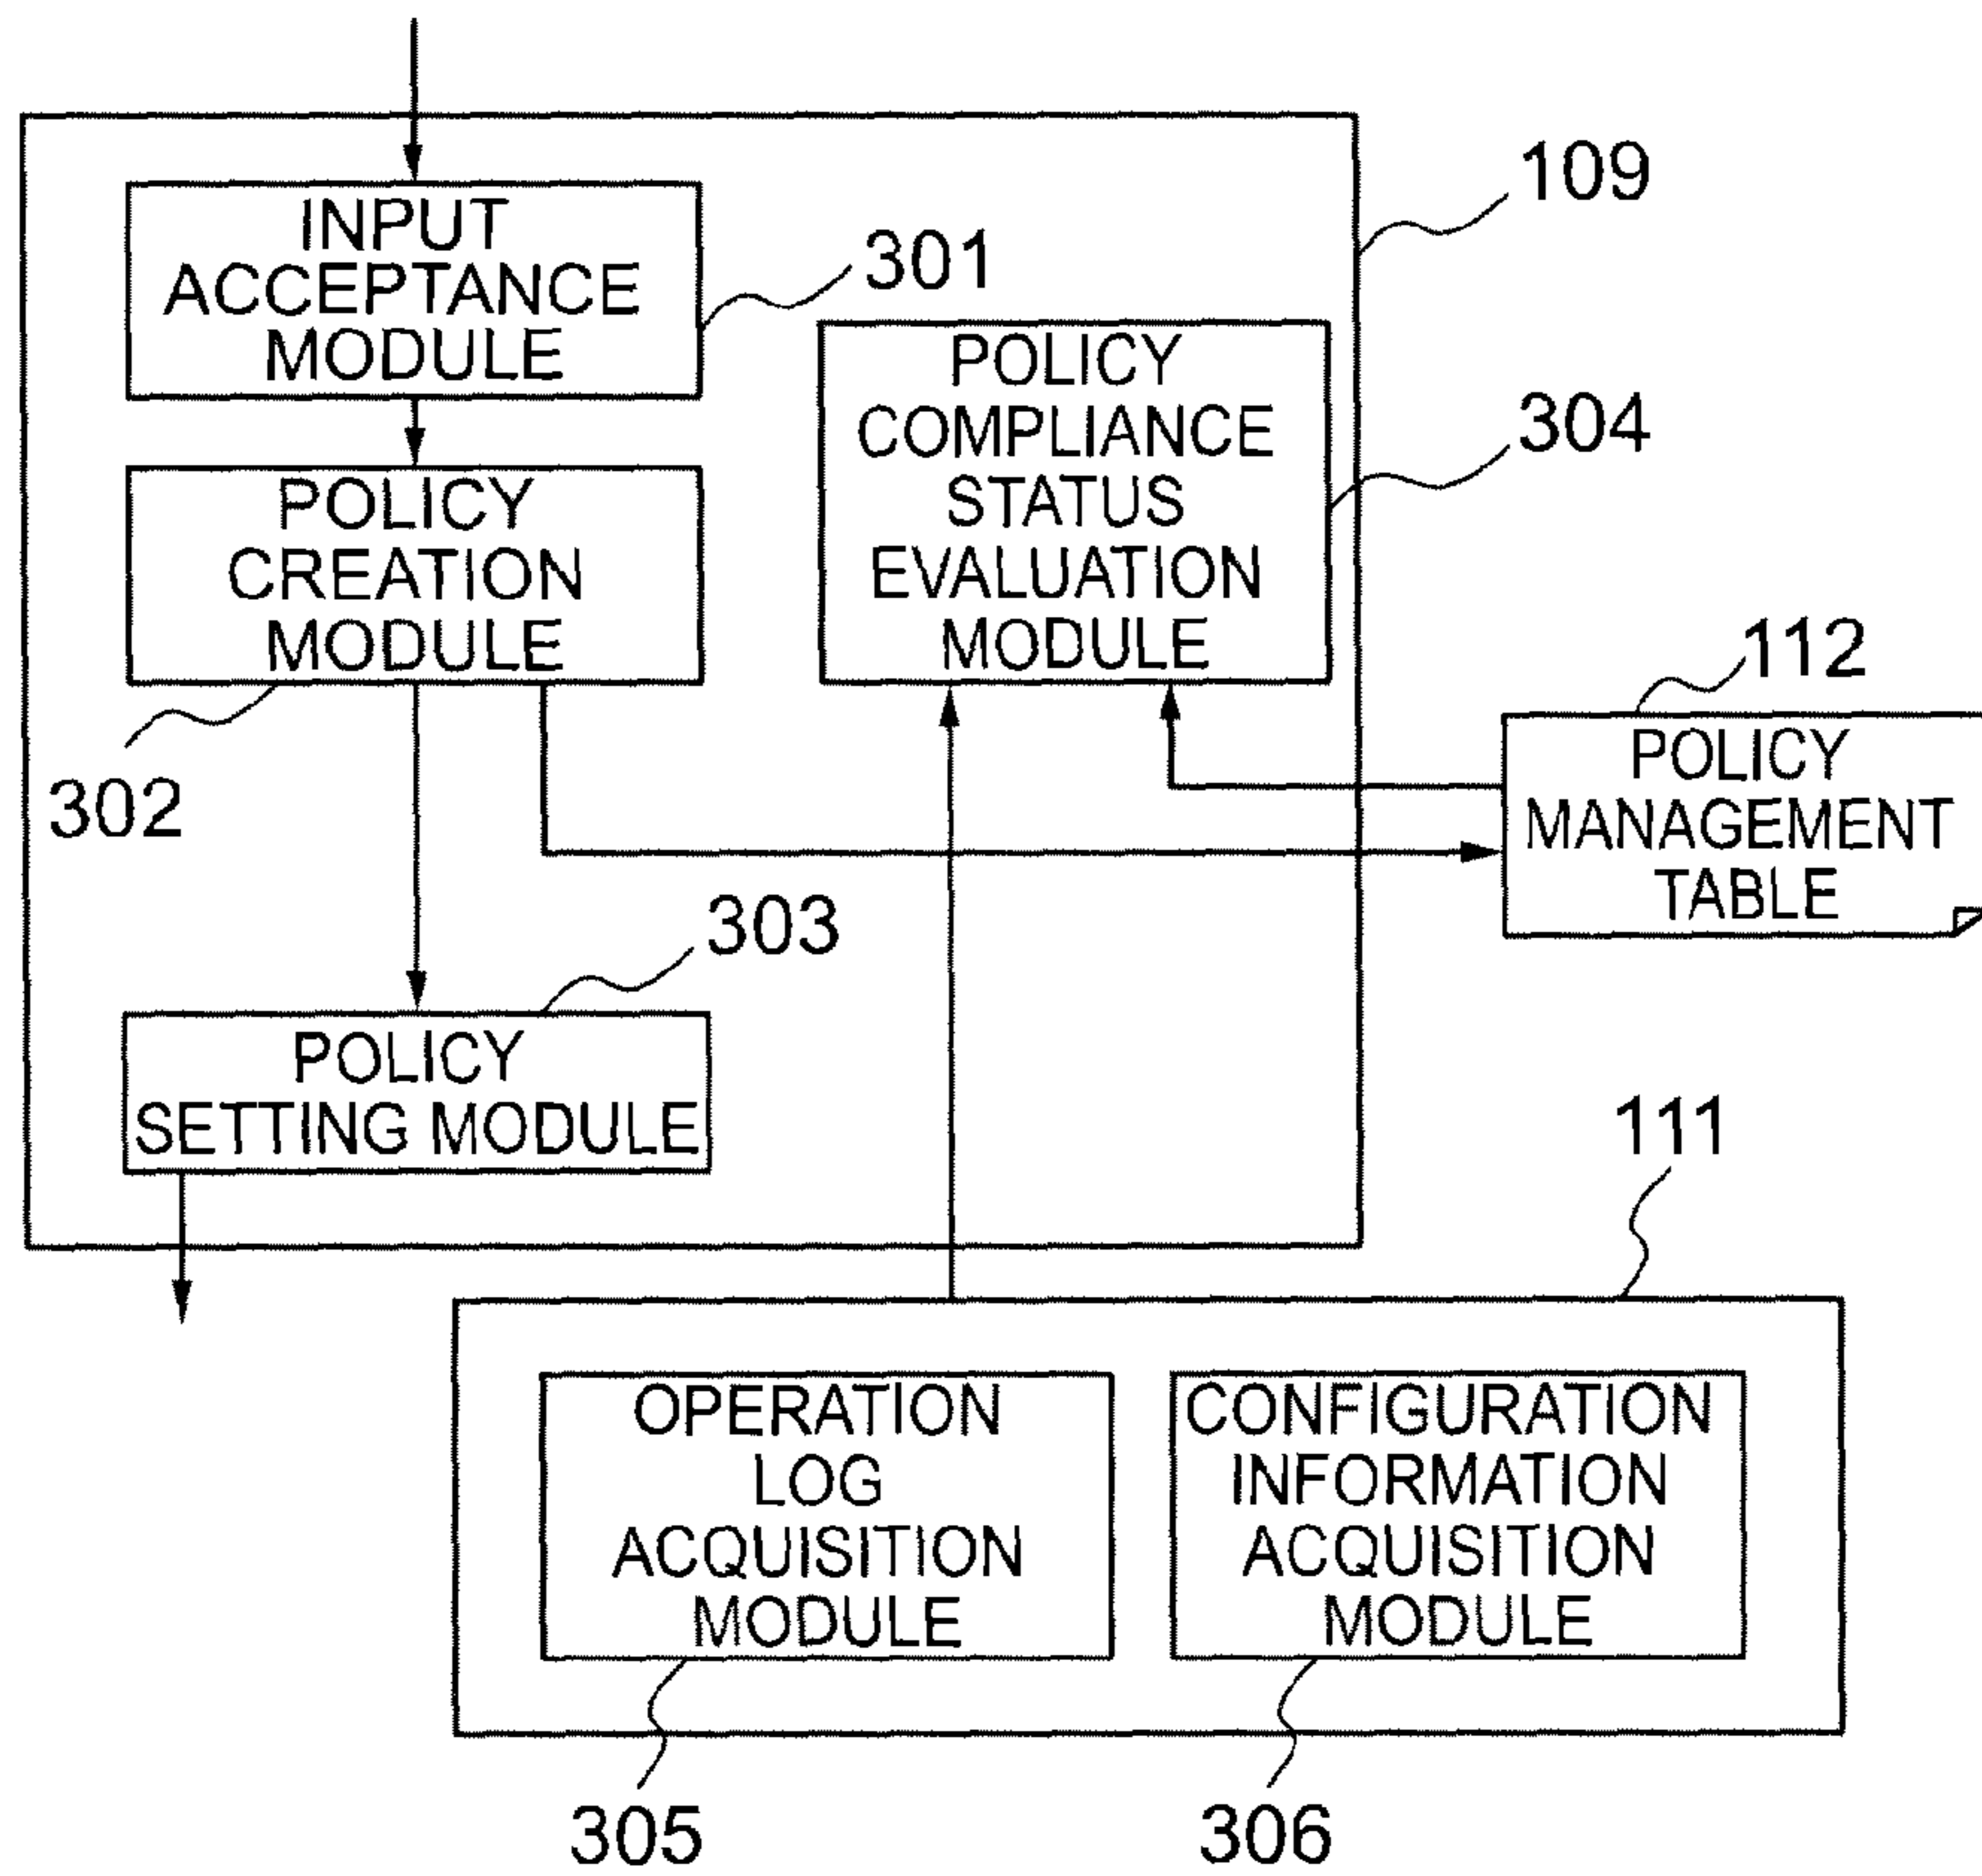 109
INPUT
ACCEPTANCE
MODULE
301
POLICY
COMPLIANCE
STATUS
EVALUATION
MODULE
304
POLICY
CREATION
MODULE
302
112
POLICY
MANAGEMENT
TABLE
303
POLICY
SETTING MODULE
111
OPERATION
LOG
ACQUISITION
MODULE
CONFIGURATION
INFORMATION
ACQUISITION
MODULE
305
306